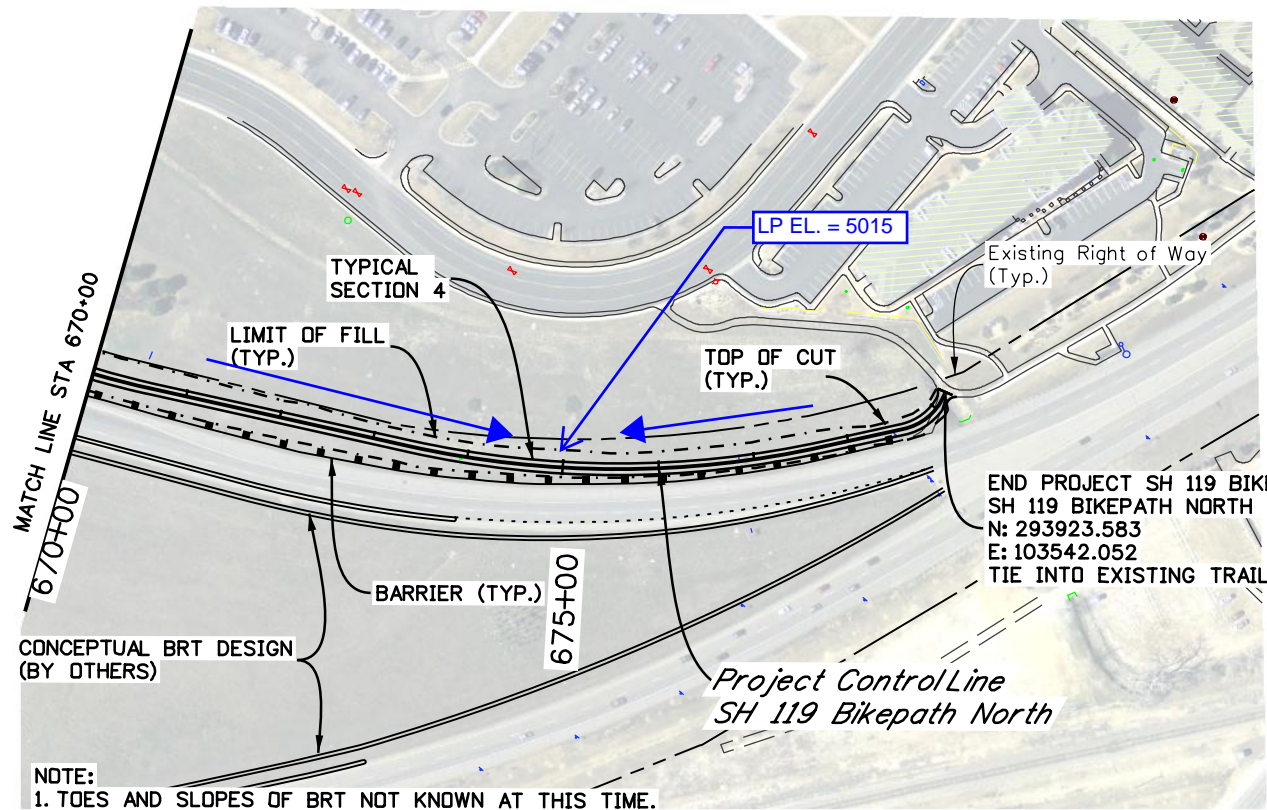 LP EL. = 5015
Existing Right of Way
(Typ.)
TYPICAL
SECTION 4
LIMIT OF FILL
(TYP.)
TOP OF CUT
(TYP.)
MATCH LINE STA 670+00
670+00
END PROJECT SH 119 BIKE
SH 119 BIKEPATH NORTH
N: 293923.583
E: 103542.052
TIE INTO EXISTING TRAIL
BARRIER (TYP.)
675+00
CONCEPTUAL BRT DESIGN
(BY OTHERS)
Project Control Line
SH 119 Bikepath North
NOTE:
1. TOES AND SLOPES OF BRT NOT KNOWN AT THIS TIME.